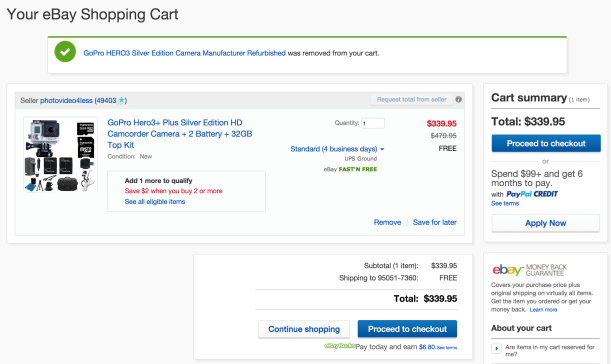 Your eBay Shopping Cart
GoPro HERO3 Silver Edition Camera Manufacturer Refurbished was removed from your cart.
Seller photovideo4less (49403)
Request total from seller
GoPro Hero3+ Plus Silver Edition HD
Camcorder Camera + 2 Battery + 32GB
Top Kit
Condition: New
Quantity: 1
$339.95
$479.95
Standard (4 business days)
FREE
UPS Ground
eBay FAST'N FREE
Add 1 more to qualify
Save $2 when you buy 2 or more
See all eligible items
Remove
Save for later
Subtotal (1 item): $339.95
Shipping to 95051-7360: FREE
Total: $339.95
Continue shopping
Proceed to checkout
Pay today and earn $6.80. See terms
Cart summary (1 item)
Total: $339.95
Proceed to checkout
or
Spend $99+ and get 6
months to pay.
with PayPal CREDIT
See terms
Apply Now
ebay MONEY BACK
GUARANTEE
Covers your purchase price plus
original shipping on virtually all items.
Get the item you ordered or get your
money back. Learn more
About your cart
Are items in my cart reserved for
me?